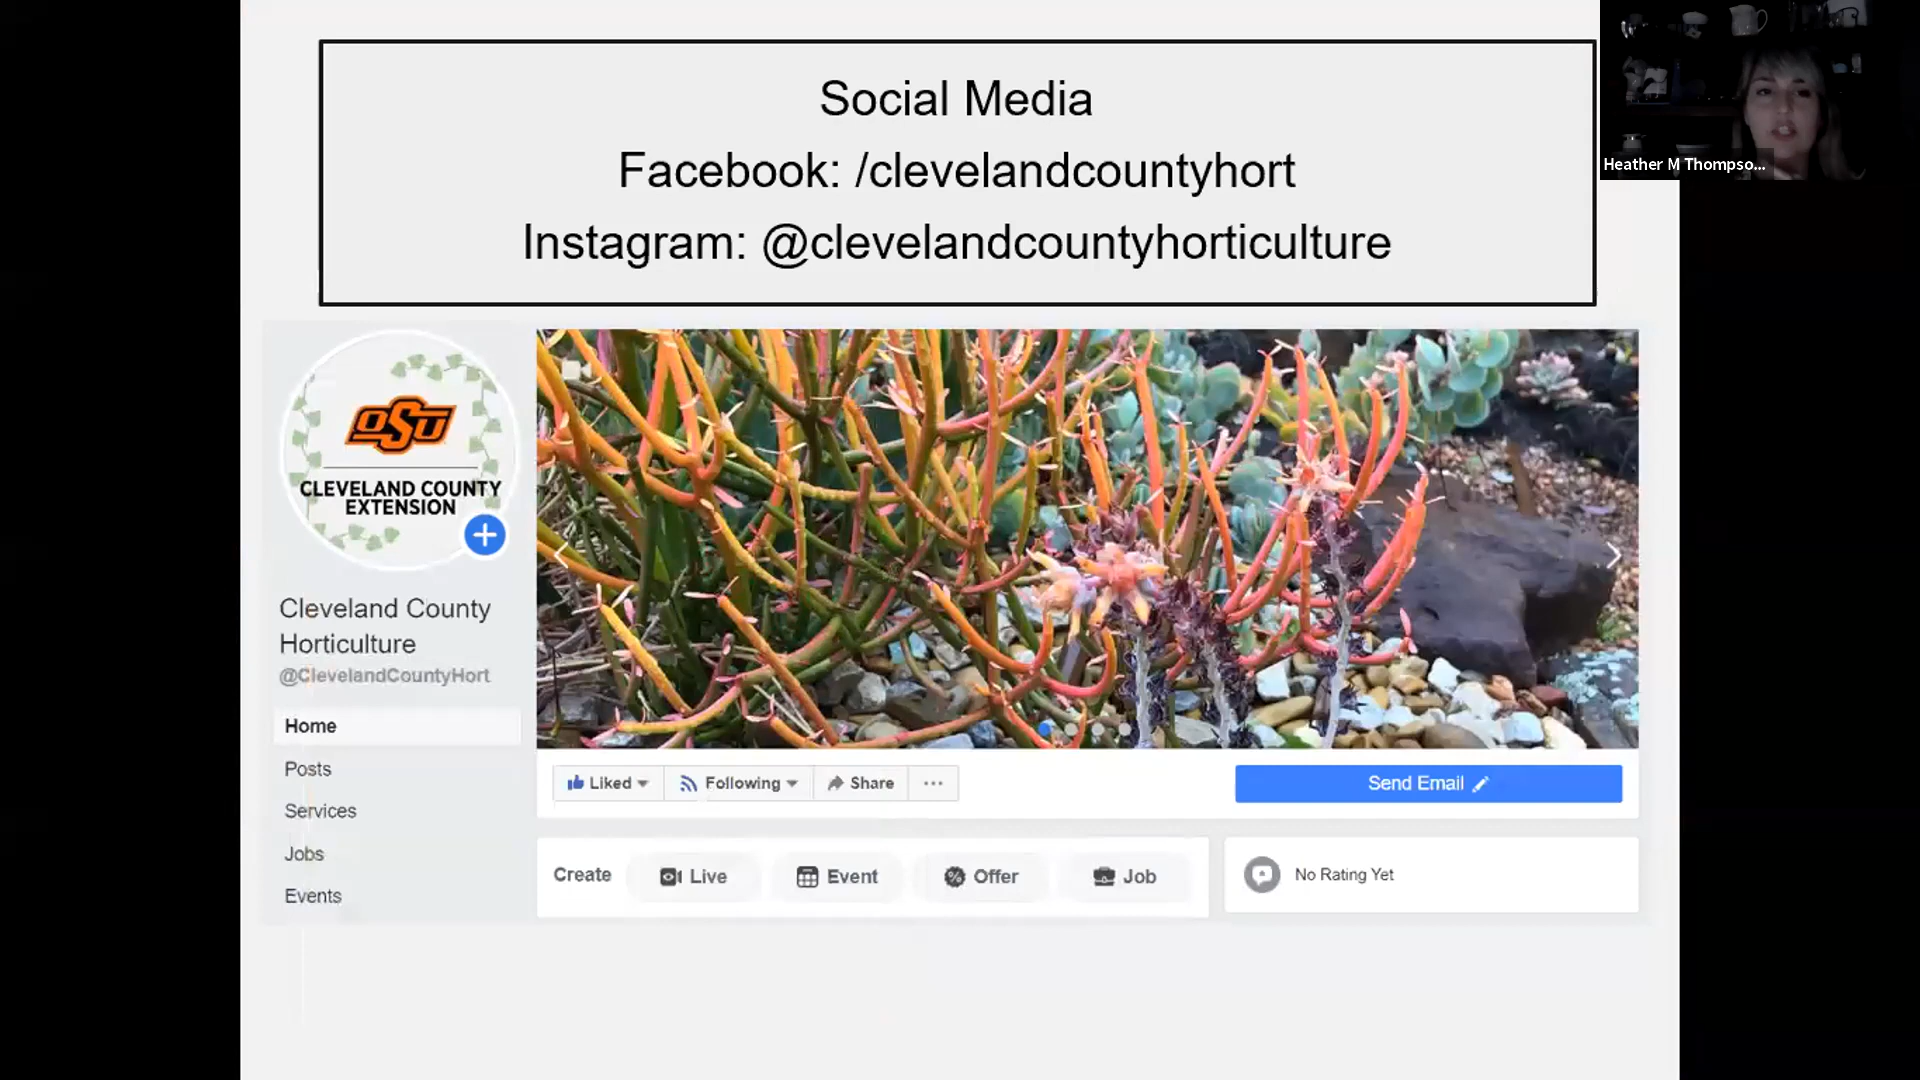 Social Media
Facebook: /clevelandcountyhort
Instagram: @clevelandcountyhorticulture
Heather M Thompso...
OSU
CLEVELAND COUNTY
EXTENSION
Cleveland County
Horticulture
@ClevelandCountyHort
Home
Posts
Services
Jobs
Events
Liked
Following
Share
Send Email
Create
Live
Event
Offer
Job
No Rating Yet